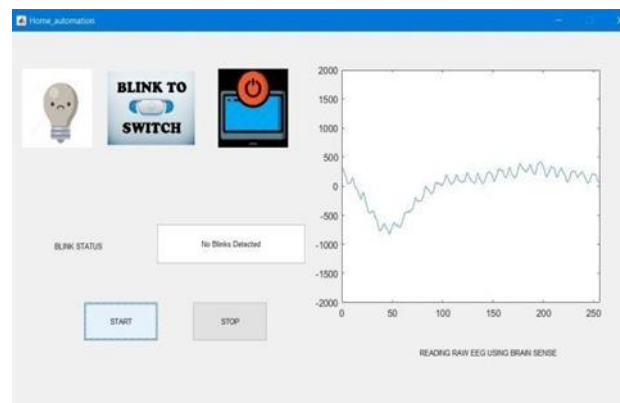 Home_automation
BLINK TO
SWITCH
BLINK STATUS
No Blinks Detected
START
STOP
2000
1500
1000
500
0
-500
-1000
-1500
-2000
0 50 100 150 200 250
READING RAW EEG USING BRAIN SENSE